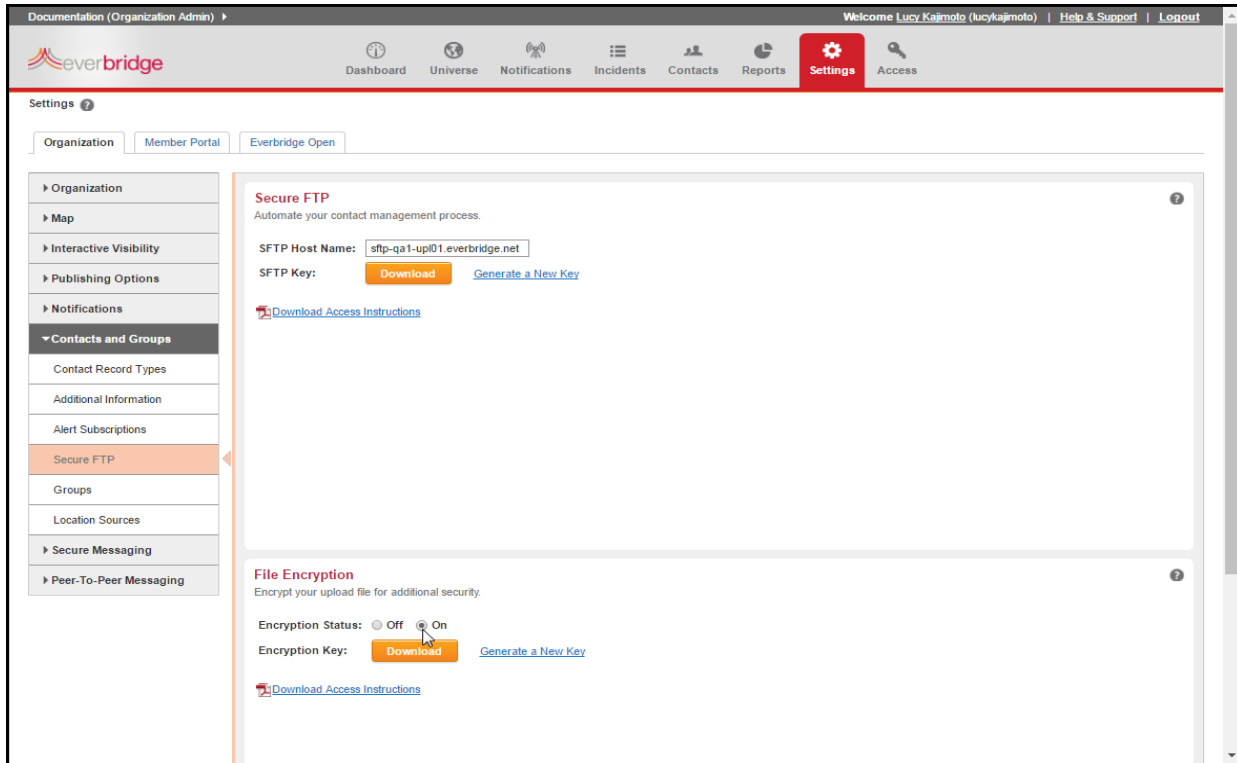 Documentation (Organization Admin)
Welcome Lucy Kajimoto (lucykajimoto) | Help & Support | Logout
everbridge
Dashboard Universe Notifications Incidents Contacts Reports Settings Access
Settings ?
Organization Member Portal Everbridge Open
Organization
Map
Interactive Visibility
Publishing Options
Notifications
Contacts and Groups
Contact Record Types
Additional Information
Alert Subscriptions
Secure FTP
Groups
Location Sources
Secure Messaging
Peer-To-Peer Messaging
Secure FTP ?
Automate your contact management process.
SFTP Host Name: sftp-qa1-upl01.everbridge.net
SFTP Key: Download Generate a New Key
Download Access Instructions
File Encryption ?
Encrypt your upload file for additional security.
Encryption Status: Off On
Encryption Key: Download Generate a New Key
Download Access Instructions